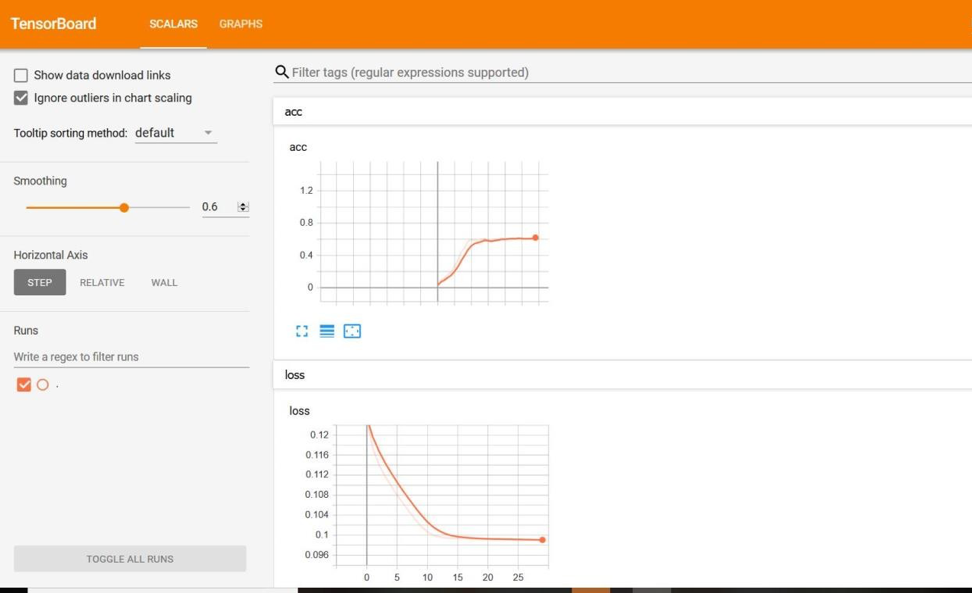 TensorBoard SCALARS GRAPHS
Show data download links
Ignore outliers in chart scaling
Tooltip sorting method: default
Smoothing
0.6
Horizontal Axis
STEP RELATIVE WALL
Runs
Write a regex to filter runs
.
TOGGLE ALL RUNS
Filter tags (regular expressions supported)
acc
acc
1.2
0.8
0.4
0
loss
loss
0.12
0.116
0.112
0.108
0.104
0.1
0.096
0 5 10 15 20 25